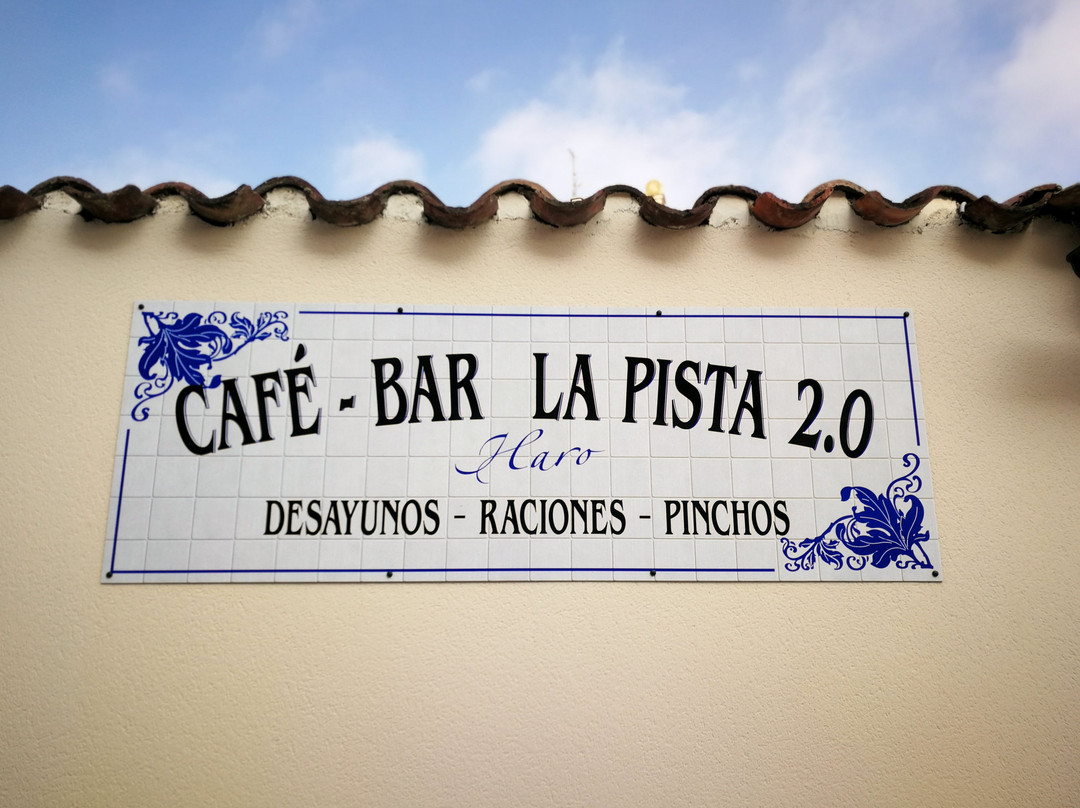 CAFÉ - BAR LA PISTA 2.0
Haro
DESAYUNOS - RACIONES - PINCHOS